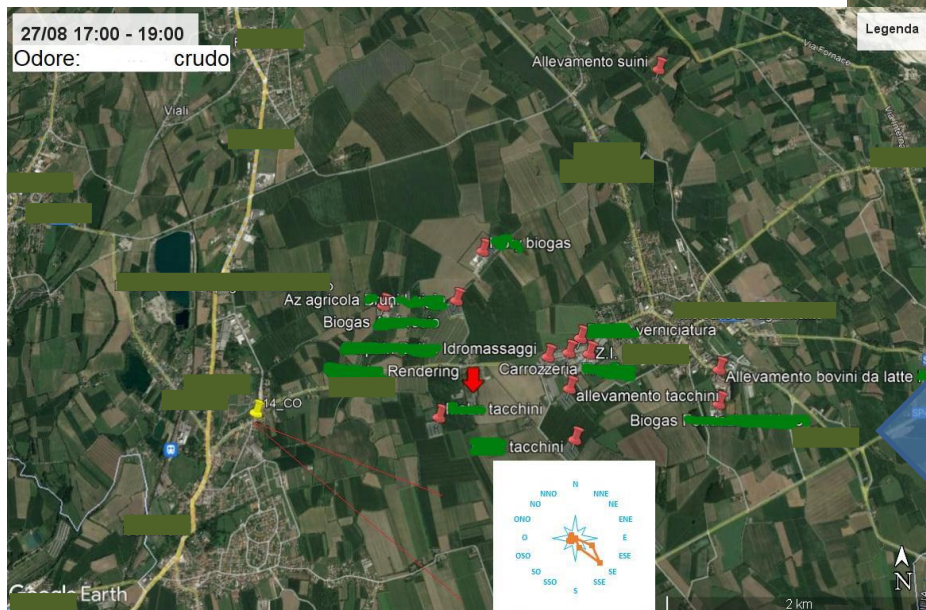 27/08 17:00 - 19:00
Odore: crudo
Legenda
Via Fornace
Allevamento suini
Viali
N
biogas
Az agricola
Biogas
verniciatura
Idromassaggi
Z.I.
Rendering
Carrozzeria
Allevamento bovini da latte
allevamento tacchini
14_CO
tacchini
Biogas
tacchini
N
NNO
NNE
NO
NE
ONO
ENE
O
E
OSO
ESE
SO
SE
SSO
SSE
S
N
Google Earth
2 km